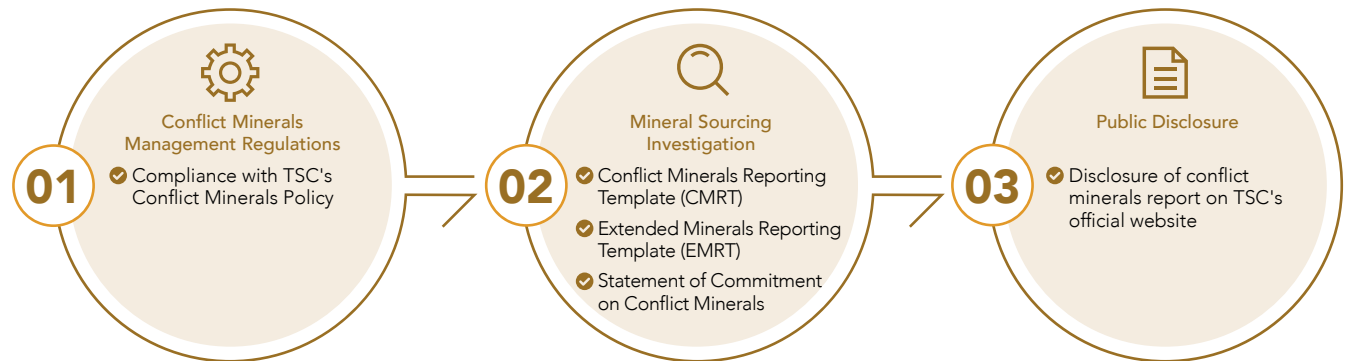 01
Conflict Minerals
Management Regulations
Compliance with TSC's
Conflict Minerals Policy
02
Mineral Sourcing
Investigation
Conflict Minerals Reporting
Template (CMRT)
Extended Minerals Reporting
Template (EMRT)
Statement of Commitment
on Conflict Minerals
03
Public Disclosure
Disclosure of conflict
minerals report on TSC's
official website